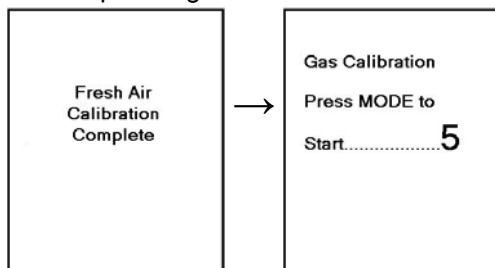 Fresh Air
Calibration
Complete
→
Gas Calibration
Press MODE to
Start...................5